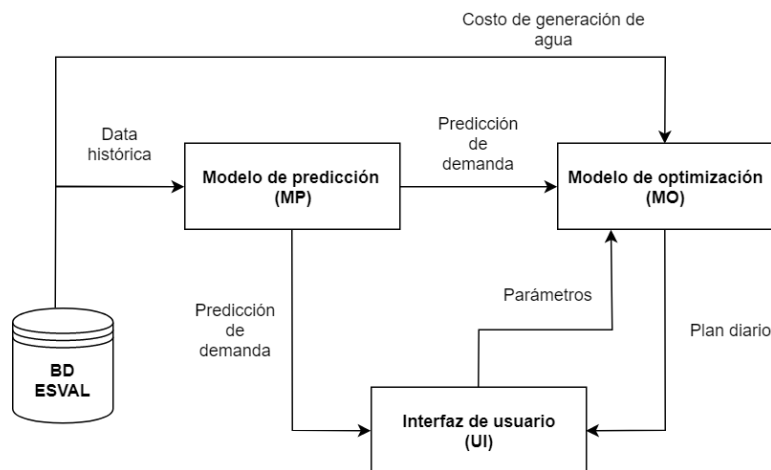 Costo de generación de
agua
Data
histórica
Predicción
de
demanda
Modelo de predicción
(MP)
Modelo de optimización
(MO)
Predicción
de
demanda
Parámetros
Plan diario
BD
ESVAL
Interfaz de usuario
(UI)